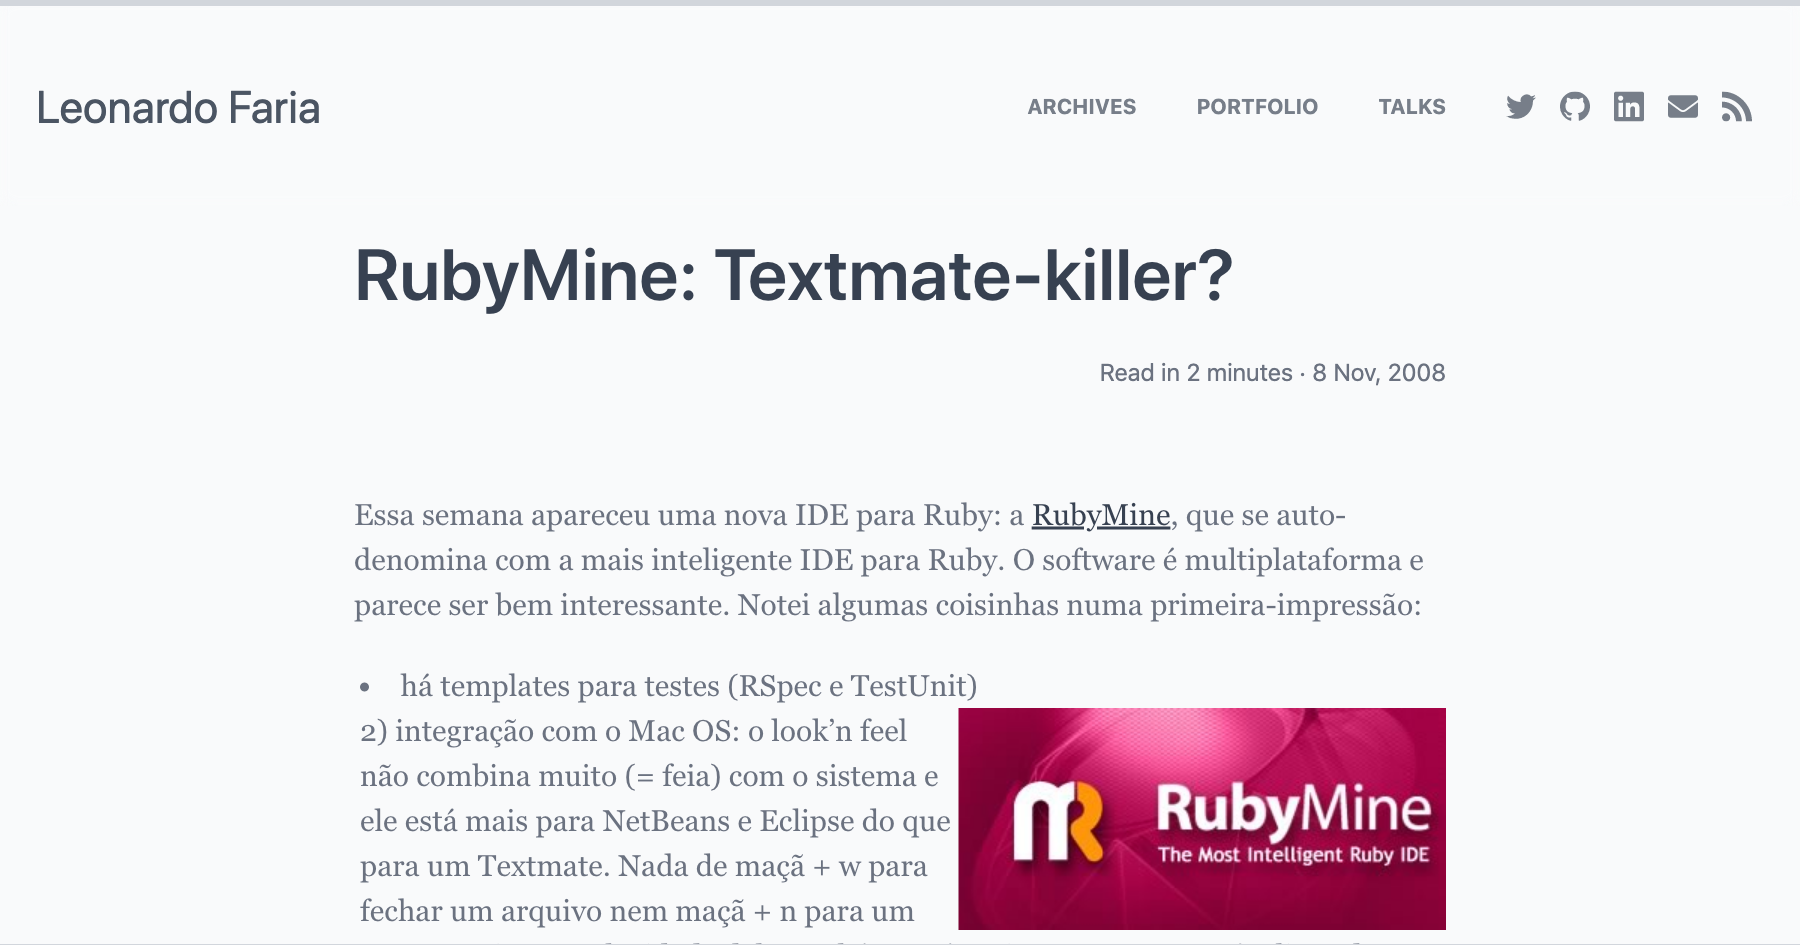 Leonardo Faria
ARCHIVES PORTFOLIO TALKS
RubyMine: Textmate-killer?
Read in 2 minutes · 8 Nov, 2008
Essa semana apareceu uma nova IDE para Ruby: a RubyMine, que se auto-
denomina com a mais inteligente IDE para Ruby. O software é multiplataforma e
parece ser bem interessante. Notei algumas coisinhas numa primeira-impressão:
• há templates para testes (RSpec e TestUnit)
2) integração com o Mac OS: o look’n feel
não combina muito (= feia) com o sistema e
ele está mais para NetBeans e Eclipse do que
para um Textmate. Nada de maçã + w para
fechar um arquivo nem maçã + n para um
RubyMine
The Most Intelligent Ruby IDE